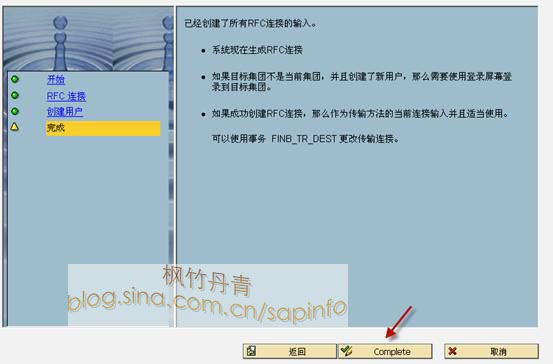 已经创建了所有RFC连接的输入。
系统现在生成RFC连接
如果目标集团不是当前集团，并且创建了新用户，那么需要使用登录屏幕登
录到目标集团。
如果成功创建RFC连接，那么作为传输方法的当前连接输入并且适当使用。
可以使用事务 FINB_TR_DEST 更改传输连接。
开始
RFC 连接
创建用户
完成
枫竹丹青
blog.sina.com.cn/sapinfo
返回
Complete
取消